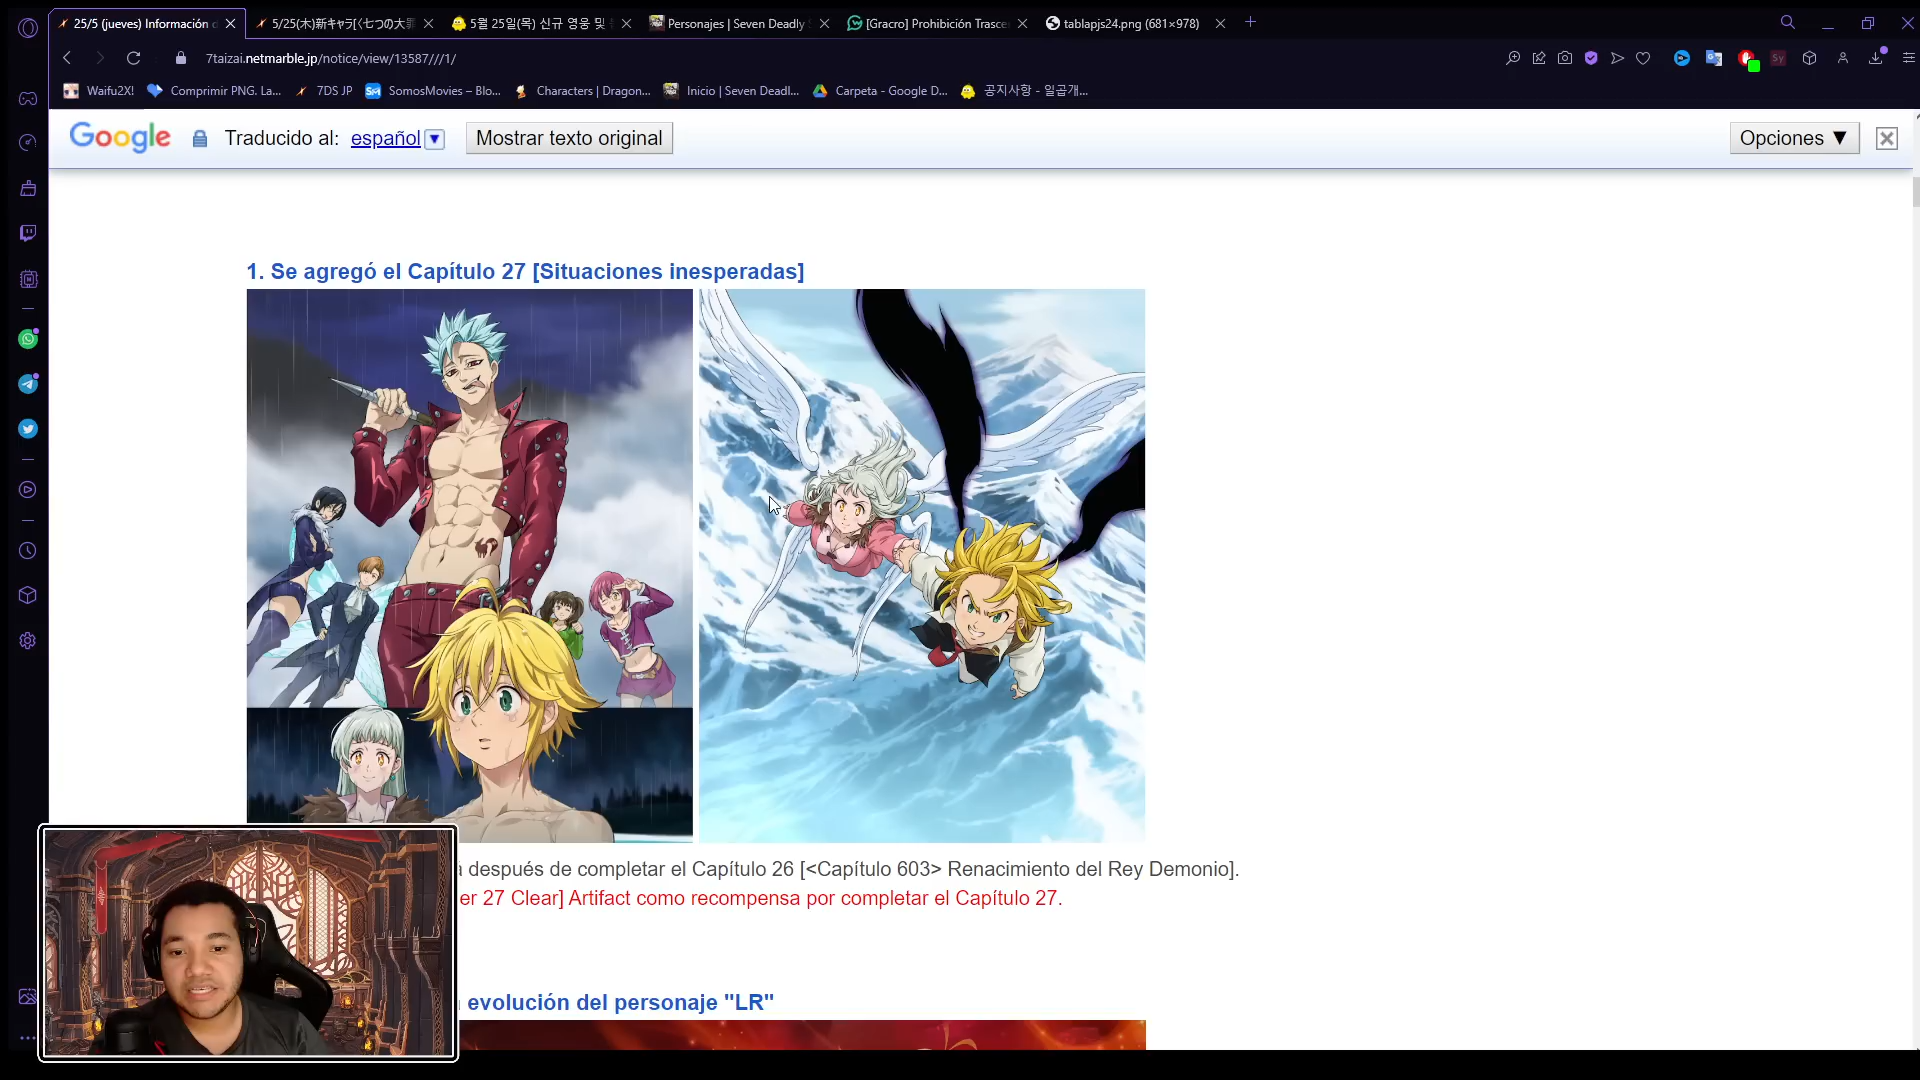 25/5 (jueves) Información d
5/25(木)新キャラ[〈七つの大罪
5월 25일(목) 신규 영웅 및
Personajes | Seven Deadly
[Gracro] Prohibición Trasce
tablapjs24.png (681×978)
7taizai.netmarble.jp/notice/view/13587///1/
Waifu2X!
Comprimir PNG. La...
7DS JP
SomosMovies – Blo...
Characters | Dragon...
Inicio | Seven Deadl...
Carpeta - Google D...
공지사항 - 일곱개...
Google
Traducido al: español
Mostrar texto original
Opciones ▼
1. Se agregó el Capítulo 27 [Situaciones inesperadas]
después de completar el Capítulo 26 [<Capítulo 603> Renacimiento del Rey Demonio].
er 27 Clear] Artifact como recompensa por completar el Capítulo 27.
evolución del personaje "LR"